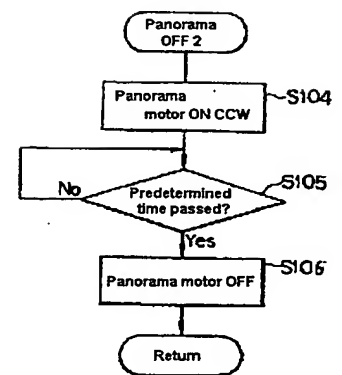 Panorama
OFF 2
Panorama
motor ON CCW
S104
Predetermined
time passed?
S105
No
Yes
Panorama motor OFF
S106
Return